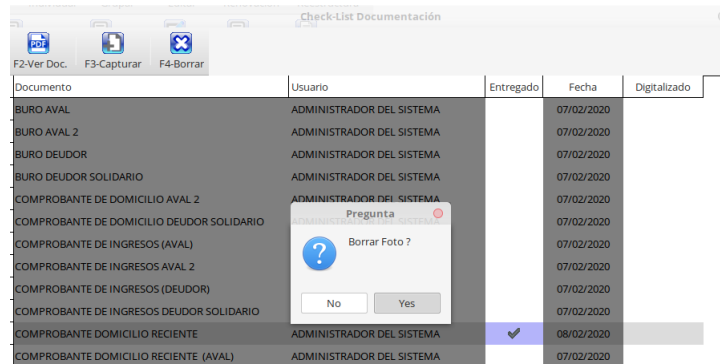 Check-List Documentación
PDF
F2-Ver Doc. F3-Capturar F4-Borrar
Documento Usuario Entregado Fecha Digitalizado
BURO AVAL ADMINISTRADOR DEL SISTEMA 07/02/2020
BURO AVAL 2 ADMINISTRADOR DEL SISTEMA 07/02/2020
BURO DEUDOR ADMINISTRADOR DEL SISTEMA 07/02/2020
BURO DEUDOR SOLIDARIO ADMINISTRADOR DEL SISTEMA 07/02/2020
COMPROBANTE DE DOMICILIO AVAL 2 ADMINISTRADOR DEL SISTEMA 07/02/2020
COMPROBANTE DE DOMICILIO DEUDOR SOLIDARIO 07/02/2020
Pregunta
COMPROBANTE DE INGRESOS (AVAL) 07/02/2020
Borrar Foto ?
COMPROBANTE DE INGRESOS AVAL 2 07/02/2020
COMPROBANTE DE INGRESOS (DEUDOR) 07/02/2020
No Yes
COMPROBANTE DE INGRESOS DEUDOR SOLIDARIO 07/02/2020
COMPROBANTE DOMICILIO RECIENTE ADMINISTRADOR DEL SISTEMA 08/02/2020
COMPROBANTE DOMICILIO RECIENTE (AVAL) ADMINISTRADOR DEL SISTEMA 07/02/2020